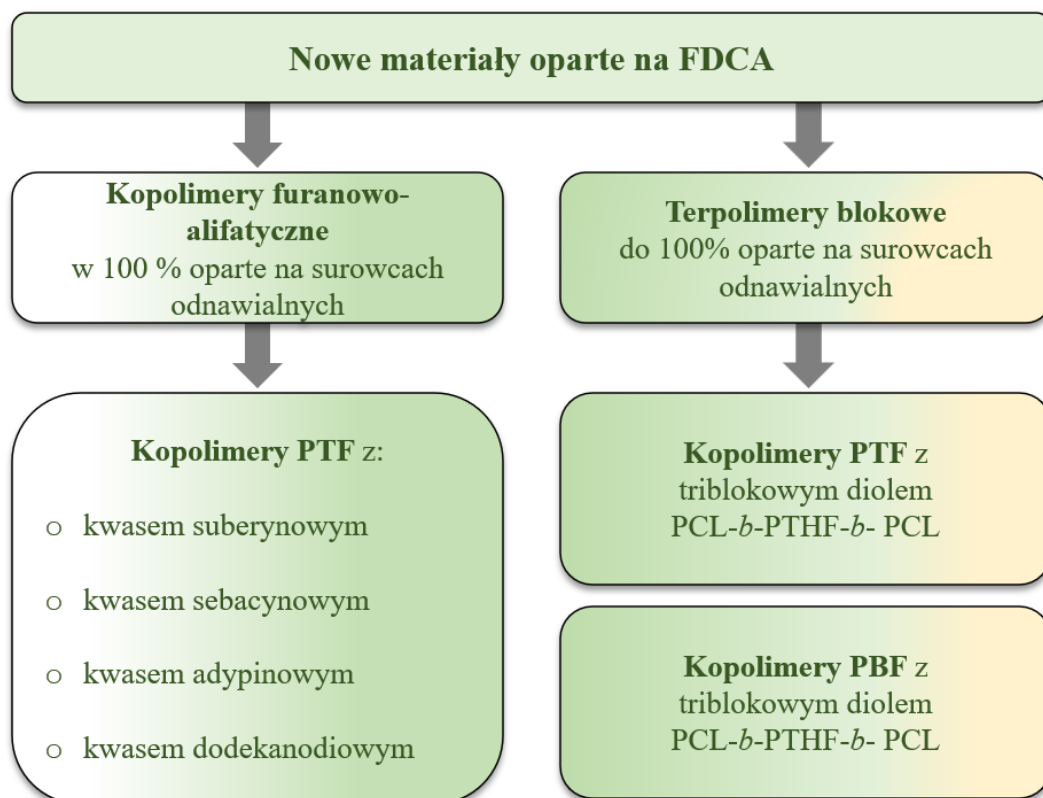 Nowe materiały oparte na FDCA
Kopolimery furanowo-
alifatyczne
w 100 % oparte na surowcach
odnawialnych
Terpolimery blokowe
do 100% oparte na surowcach
odnawialnych
Kopolimery PTF z:
o kwasem suberynowym
o kwasem sebacynowym
o kwasem adypinowym
o kwasem dodekanodiowym
Kopolimery PTF z
triblokowym diolem
PCL-b-PTHF-b- PCL
Kopolimery PBF z
triblokowym diolem
PCL-b-PTHF-b- PCL